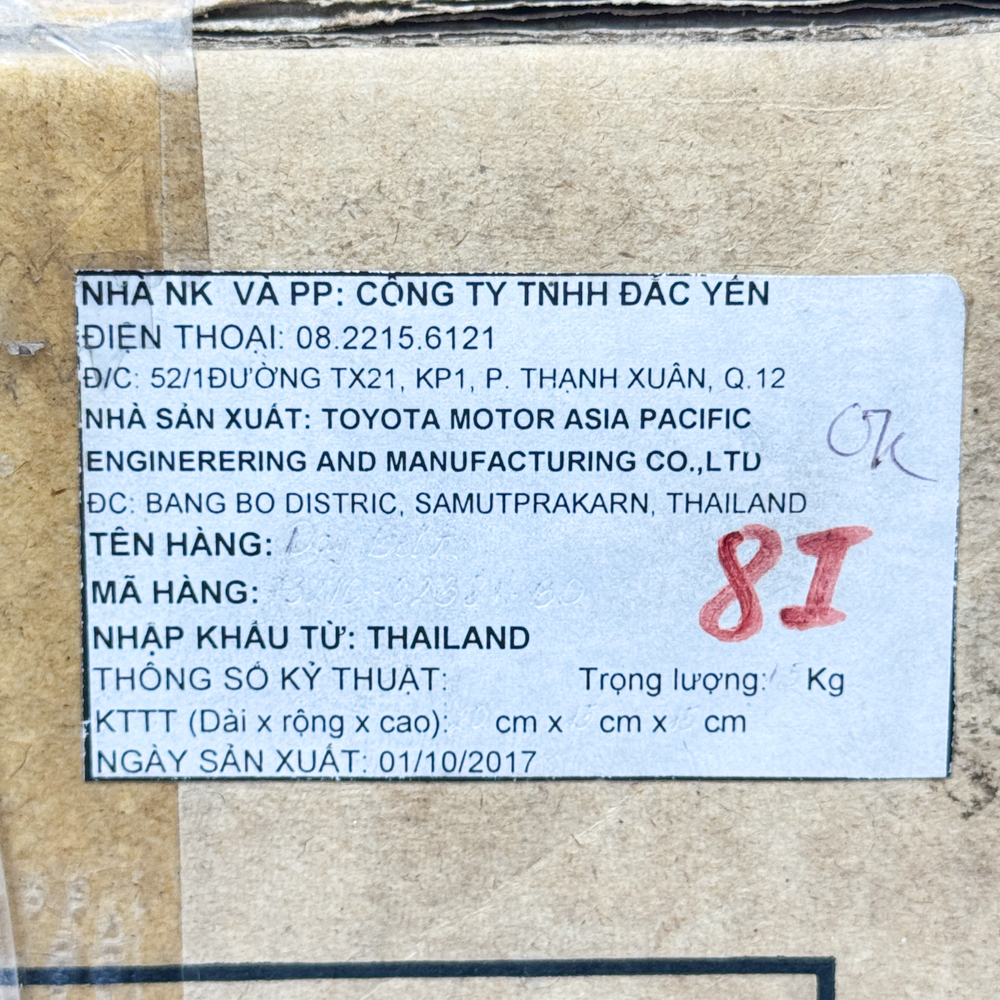 NHÀ NK VÀ PP: CÔNG TY TNHH ĐẮC YẾN
ĐIỆN THOẠI: 08.2215.6121
Đ/C: 52/1ĐƯỜNG TX21, KP1, P. THẠNH XUÂN, Q.12
NHÀ SẢN XUẤT: TOYOTA MOTOR ASIA PACIFIC
ENGINERERING AND MANUFACTURING CO.,LTD
OK
ĐC: BANG BO DISTRIC, SAMUTPRAKARN, THAILAND
TÊN HÀNG:
MÃ HÀNG:
8I
NHẬP KHẨU TỪ: THAILAND
THÔNG SỐ KỶ THUẬT: Trọng lượng: Kg
KTTT (Dài x rộng x cao): cm x cm x cm
NGÀY SẢN XUẤT: 01/10/2017